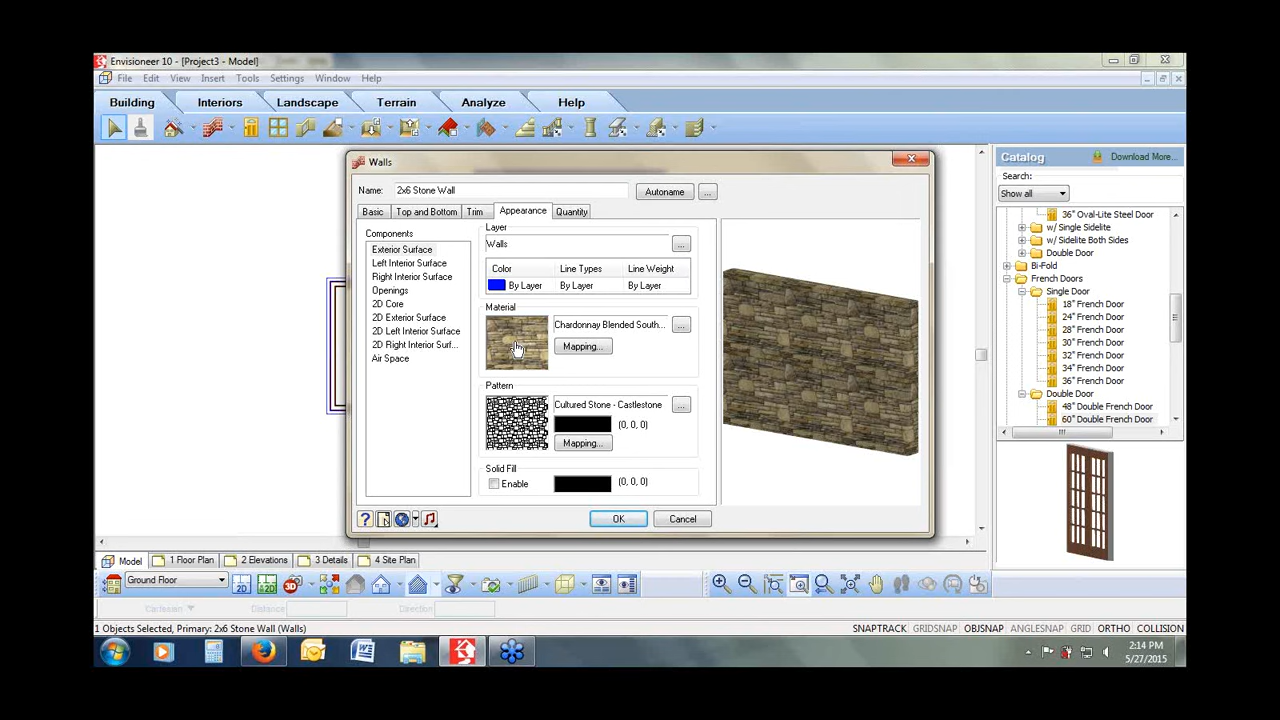 Envisioneer 10 - [Project3 - Model]
File Edit View Insert Tools Settings Window Help
Building Interiors Landscape Terrain Analyze Help
Catalog Download More...
Search:
Show all
36" Oval-Lite Steel Door
w/ Single Sidelite
w/ Sidelite Both Sides
Double Door
Bi-Fold
French Doors
Single Door
18" French Door
24" French Door
28" French Door
30" French Door
32" French Door
34" French Door
36" French Door
Double Door
48" Double French Door
60" Double French Door
Walls
Name: 2x6 Stone Wall Autoname ...
Basic Top and Bottom Trim Appearance Quantity
Components
Exterior Surface
Left Interior Surface
Right Interior Surface
Openings
2D Core
2D Exterior Surface
2D Left Interior Surface
2D Right Interior Surf...
Air Space
Layer
Walls ...
Color Line Types Line Weight
By Layer By Layer By Layer
Material
Chardonnay Blended South... ...
Mapping...
Pattern
Cultured Stone - Castlestone ...
(0, 0, 0)
Mapping...
Solid Fill
Enable (0, 0, 0)
OK Cancel
Model 1 Floor Plan 2 Elevations 3 Details 4 Site Plan
Ground Floor 2D 2D
Cartesian Distance Direction
1 Objects Selected, Primary: 2x6 Stone Wall (Walls) SNAPTRACK GRIDSNAP OBJSNAP ANGLESNAP GRID ORTHO COLLISION
2:14 PM
5/27/2015